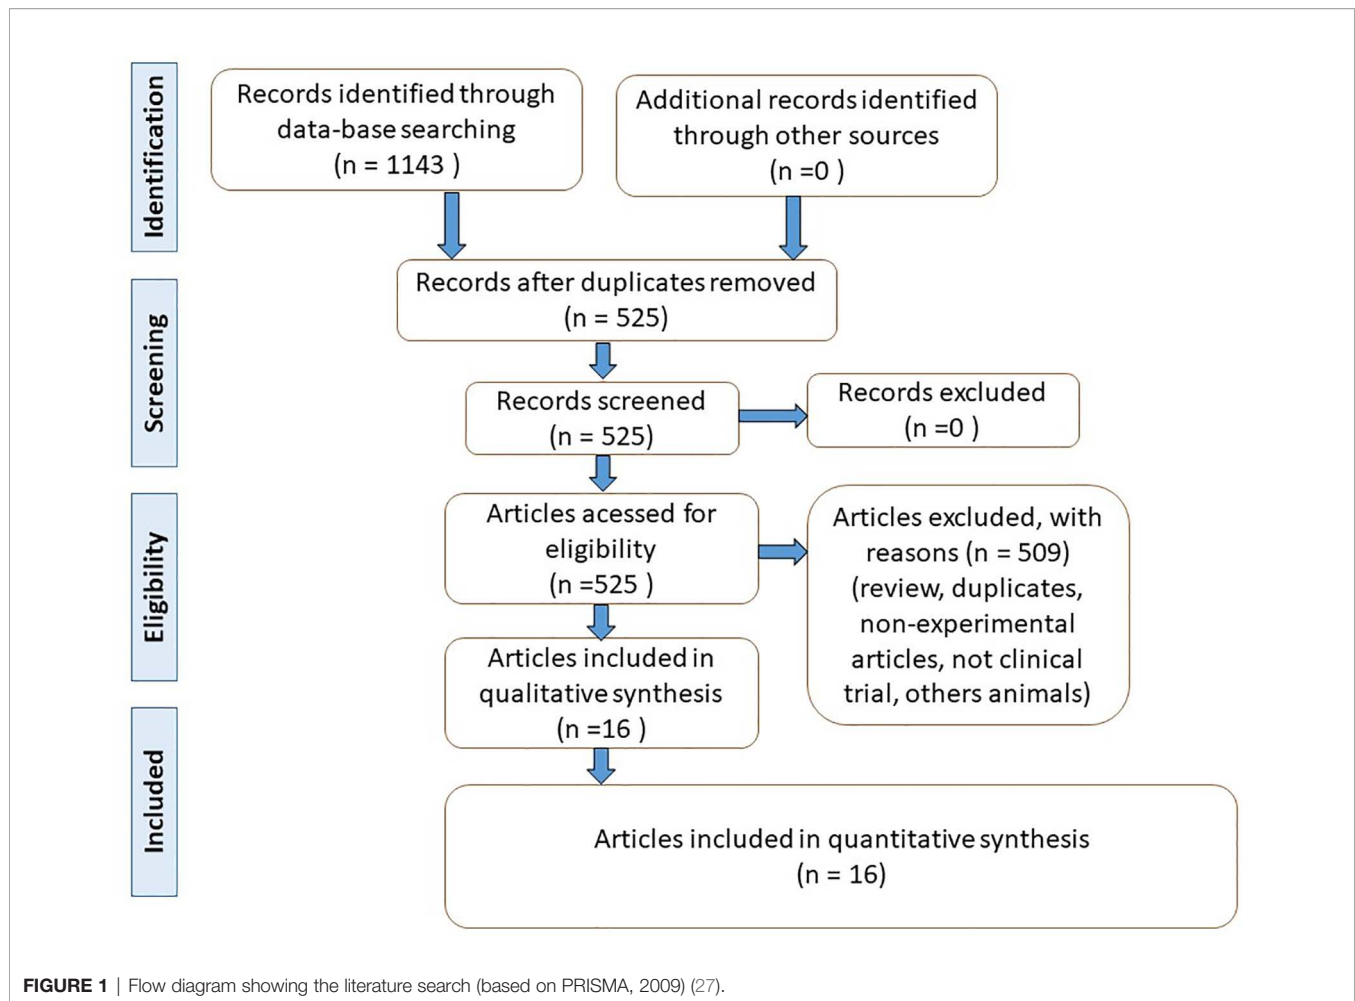 Identification
Records identified through
data-base searching
(n = 1143 )
Additional records identified
through other sources
(n =0 )
Screening
Records after duplicates removed
(n = 525)
Records screened
(n = 525)
Records excluded
(n =0 )
Eligibility
Articles acessed for
eligibility
(n =525 )
Articles excluded, with
reasons (n = 509)
(review, duplicates,
non-experimental
articles, not clinical
trial, others animals)
Articles included in
qualitative synthesis
(n =16 )
Included
Articles included in quantitative synthesis
(n = 16)
FIGURE 1 | Flow diagram showing the literature search (based on PRISMA, 2009) (27).